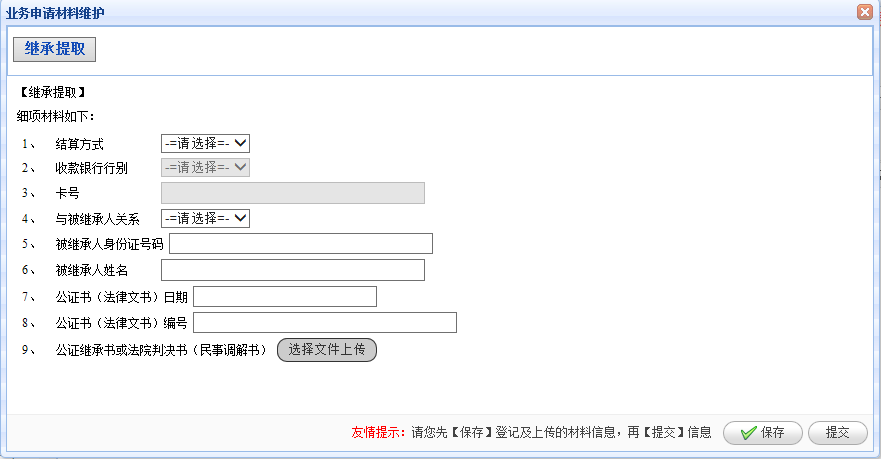 业务申请材料维护
继承提取
【继承提取】
细项材料如下：
1、 结算方式 -=请选择=-
2、 收款银行行别 -=请选择=-
3、 卡号
4、 与被继承人关系 -=请选择=-
5、 被继承人身份证号码
6、 被继承人姓名
7、 公证书（法律文书）日期
8、 公证书（法律文书）编号
9、 公证继承书或法院判决书（民事调解书） 选择文件上传
友情提示：请您先【保存】登记及上传的材料信息，再【提交】信息 保存 提交